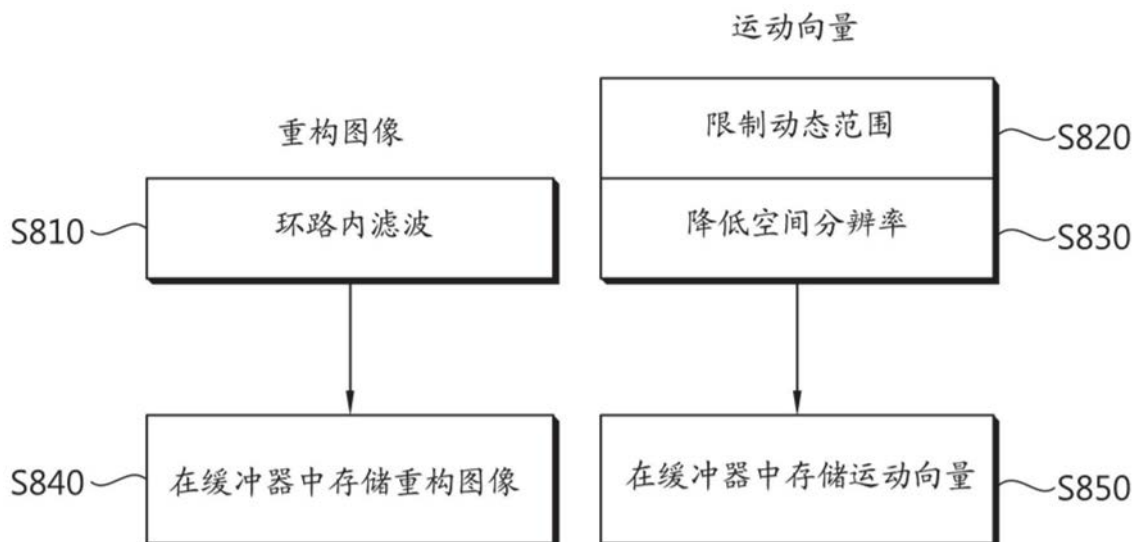 运动向量
重构图像
限制动态范围
S820
S810
环路内滤波
降低空间分辨率
S830
S840
在缓冲器中存储重构图像
在缓冲器中存储运动向量
S850